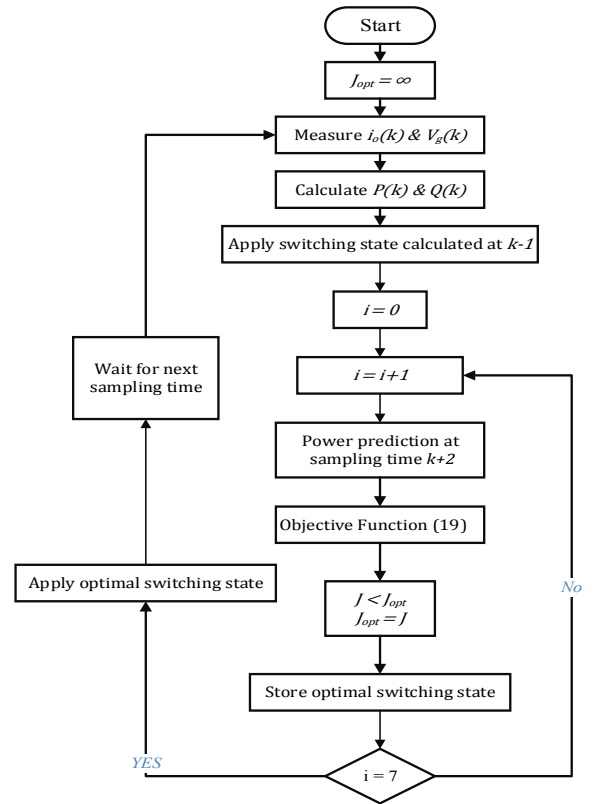 Start
J_opt = ∞
Measure i_o(k) & V_g(k)
Calculate P(k) & Q(k)
Apply switching state calculated at k-1
i = 0
i = i+1
Power prediction at
sampling time k+2
Objective Function (19)
J < J_opt
J_opt = J
Store optimal switching state
i = 7
YES
No
Apply optimal switching state
Wait for next
sampling time